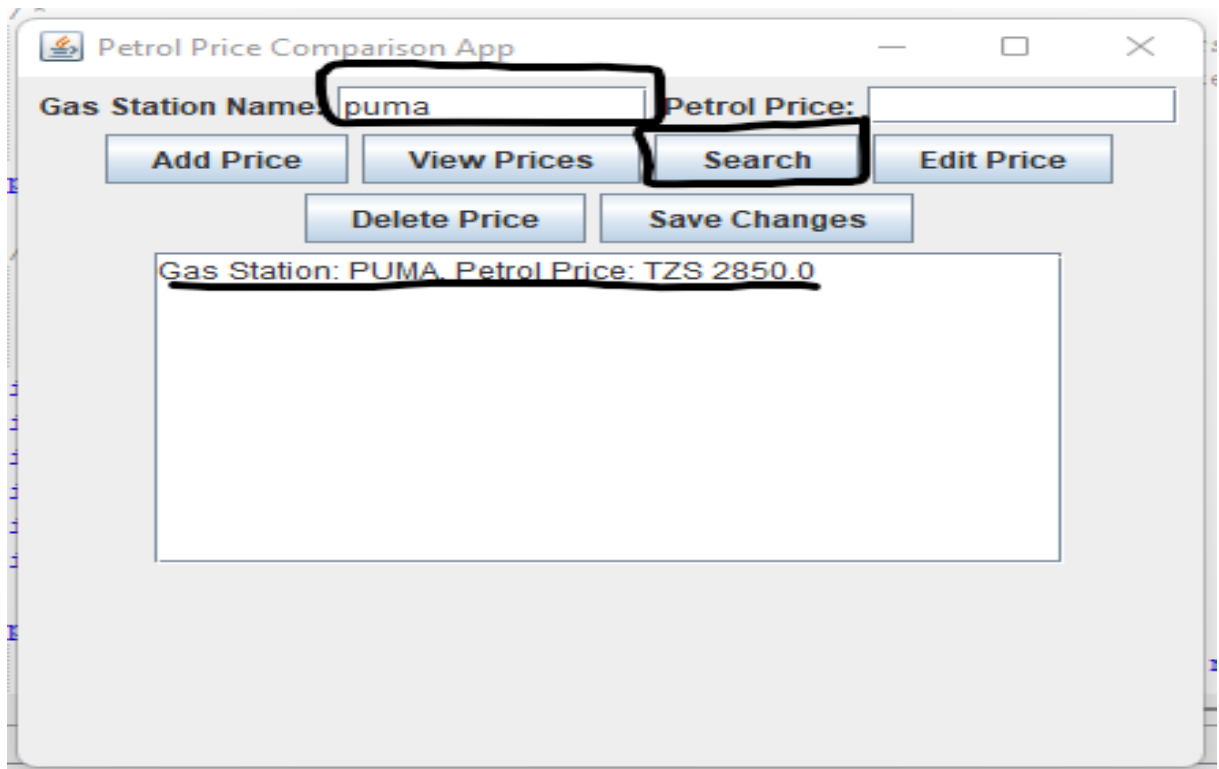 Petrol Price Comparison App
Gas Station Name: puma Petrol Price:
Add Price View Prices Search Edit Price
Delete Price Save Changes
Gas Station: PUMA, Petrol Price: TZS 2850.0